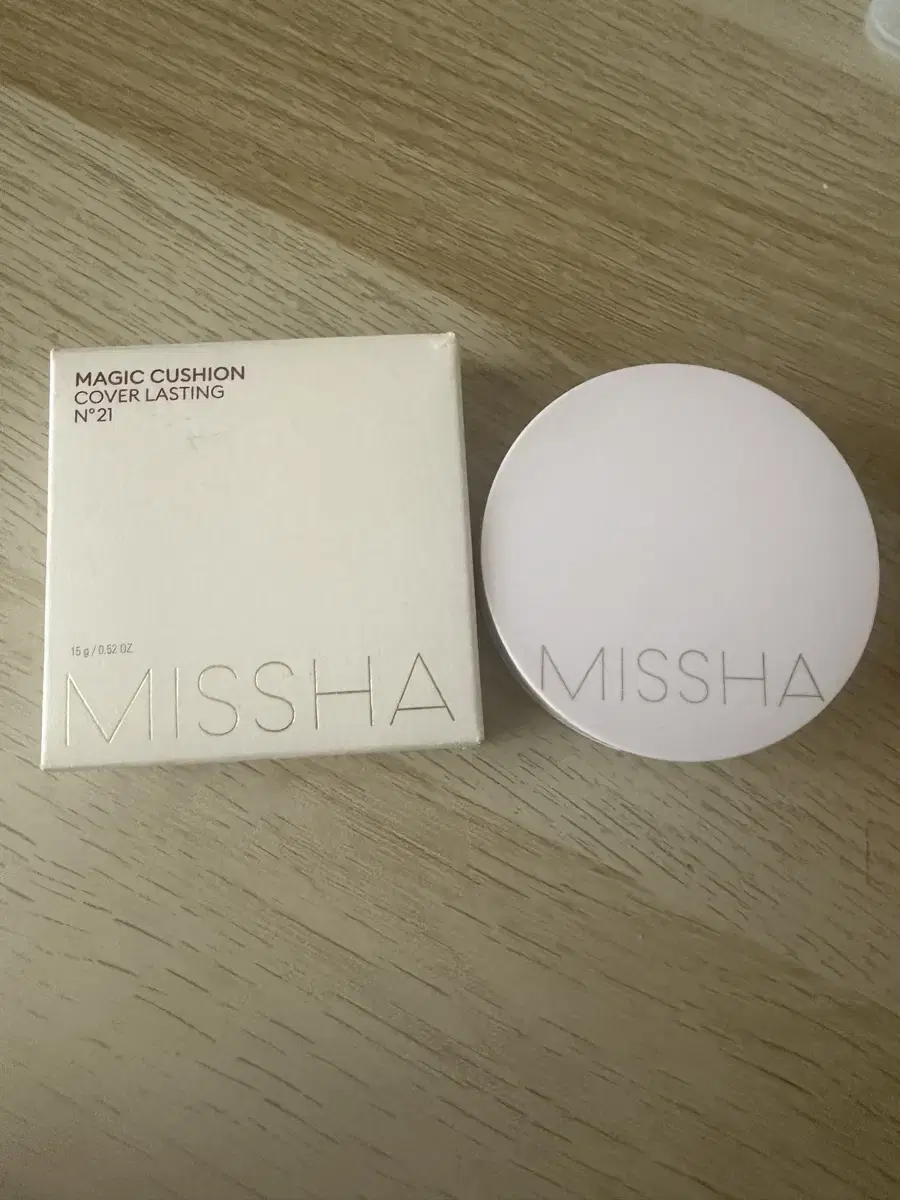 MAGIC CUSHION
COVER LASTING
N°21
15 g / 0.52 OZ.
MISSHA
MISSHA